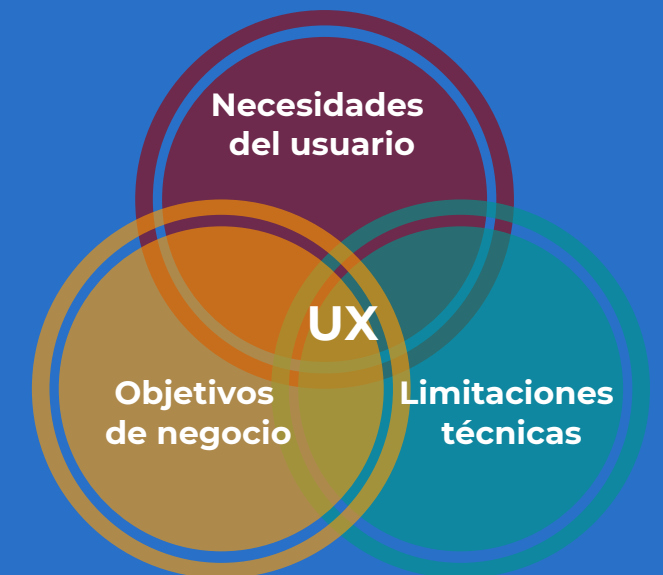 Necesidades
del usuario
UX
Objetivos
de negocio
Limitaciones
técnicas